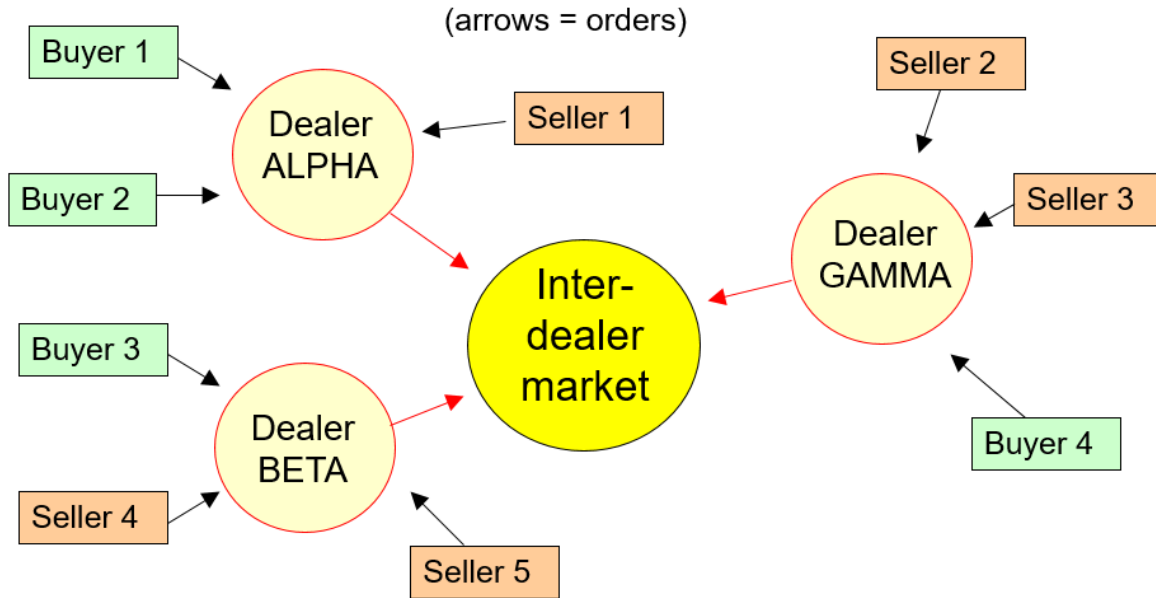 (arrows = orders)
Buyer 1
Seller 2
Dealer
ALPHA
Seller 1
Buyer 2
Seller 3
Dealer
GAMMA
Inter-
dealer
market
Buyer 3
Dealer
BETA
Buyer 4
Seller 4
Seller 5